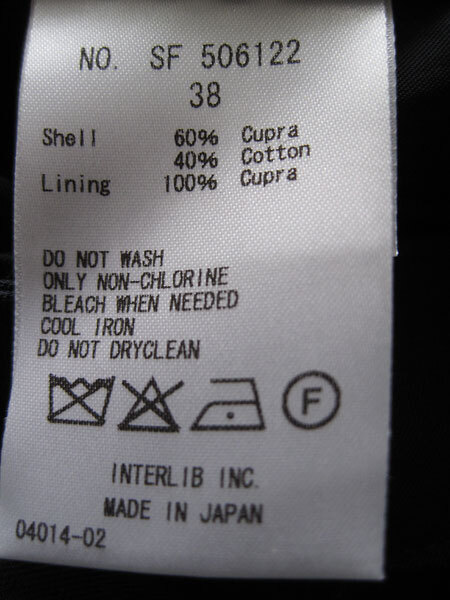 NO. SF 506122
38
Shell 60% Cupra
40% Cotton
Lining 100% Cupra
DO NOT WASH
ONLY NON-CHLORINE
BLEACH WHEN NEEDED
COOL IRON
DO NOT DRYCLEAN
F
INTERLIB INC.
MADE IN JAPAN
04014-02